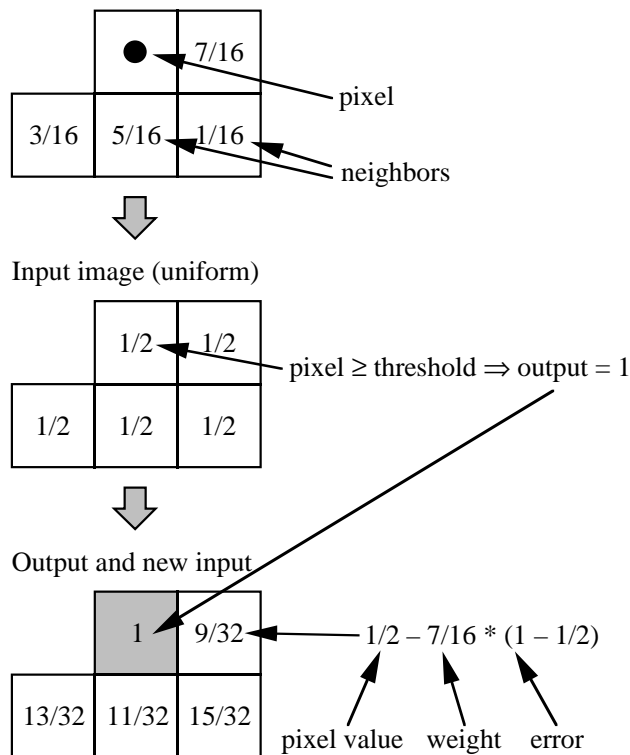 7/16
pixel
3/16 5/16 1/16
neighbors
Input image (uniform)
1/2 1/2
pixel ≥ threshold ⇒ output = 1
1/2 1/2 1/2
Output and new input
1 9/32 1/2 – 7/16 * (1 – 1/2)
13/32 11/32 15/32
pixel value weight error